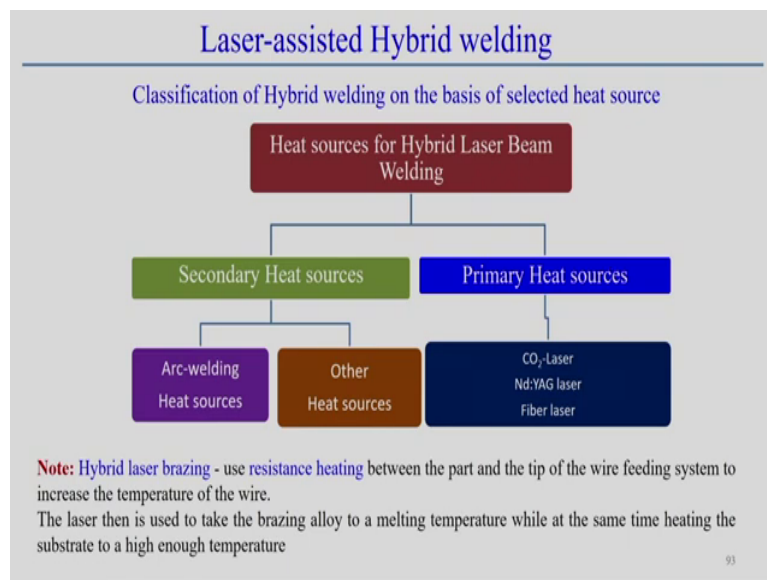 Laser-assisted Hybrid welding
Classification of Hybrid welding on the basis of selected heat source
Heat sources for Hybrid Laser Beam
Welding
Secondary Heat sources
Primary Heat sources
Arc-welding
Heat sources
Other
Heat sources
CO₂-Laser
Nd:YAG laser
Fiber laser
Note: Hybrid laser brazing - use resistance heating between the part and the tip of the wire feeding system to
increase the temperature of the wire.
The laser then is used to take the brazing alloy to a melting temperature while at the same time heating the
substrate to a high enough temperature
93